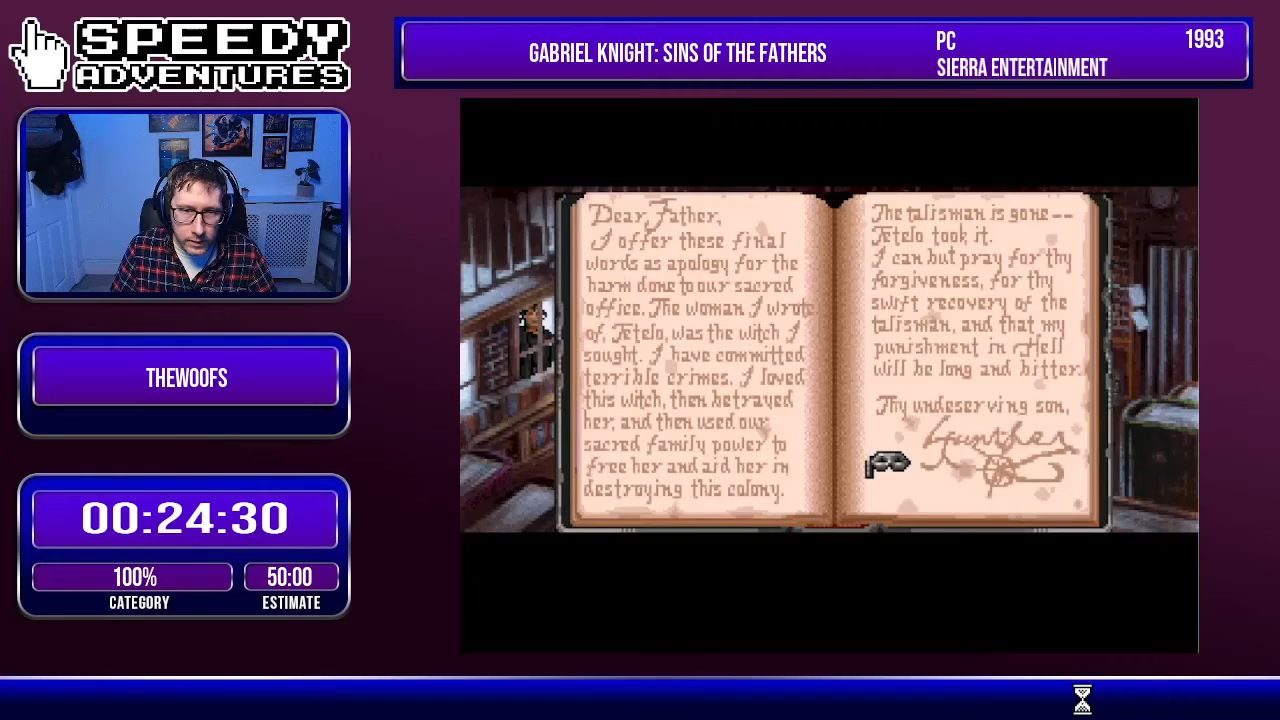 SPEEDY
ADVENTURES
GABRIEL KNIGHT: SINS OF THE FATHERS
PC
SIERRA ENTERTAINMENT
1993
Dear Father,
I offer these final
words as apology for the
harm done to our sacred
office. The woman I wrote
of, Tetelo, was the witch I
sought. I have committed
terrible crimes. I loved
this witch, then betrayed
her, and then used our
sacred family power to
free her and aid her in
destroying this colony.
The talisman is gone--
Tetelo took it.
I can but pray for thy
forgiveness, for thy
swift recovery of the
talisman, and that my
punishment in Hell
will be long and bitter.
Thy undeserving son,
Gunther
THEWOOFS
00:24:30
100%
CATEGORY
50:00
ESTIMATE